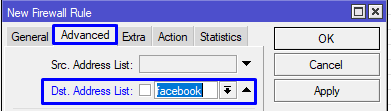 New Firewall Rule
General Advanced Extra Action Statistics
OK
Src. Address List:
Cancel
Dst. Address List: facebook
Apply